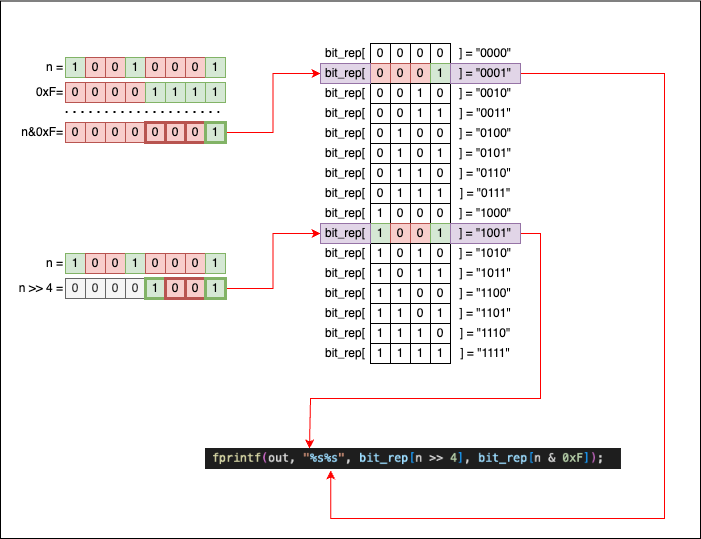 n = 1 0 0 1 0 0 0 1
0xF= 0 0 0 0 1 1 1 1
n&0xF= 0 0 0 0 0 0 0 1
n = 1 0 0 1 0 0 0 1
n >> 4 = 0 0 0 0 1 0 0 1
bit_rep[ 0 0 0 0 ] = "0000"
bit_rep[ 0 0 0 1 ] = "0001"
bit_rep[ 0 0 1 0 ] = "0010"
bit_rep[ 0 0 1 1 ] = "0011"
bit_rep[ 0 1 0 0 ] = "0100"
bit_rep[ 0 1 0 1 ] = "0101"
bit_rep[ 0 1 1 0 ] = "0110"
bit_rep[ 0 1 1 1 ] = "0111"
bit_rep[ 1 0 0 0 ] = "1000"
bit_rep[ 1 0 0 1 ] = "1001"
bit_rep[ 1 0 1 0 ] = "1010"
bit_rep[ 1 0 1 1 ] = "1011"
bit_rep[ 1 1 0 0 ] = "1100"
bit_rep[ 1 1 0 1 ] = "1101"
bit_rep[ 1 1 1 0 ] = "1110"
bit_rep[ 1 1 1 1 ] = "1111"
fprintf(out, "%s%s", bit_rep[n >> 4], bit_rep[n & 0xF]);